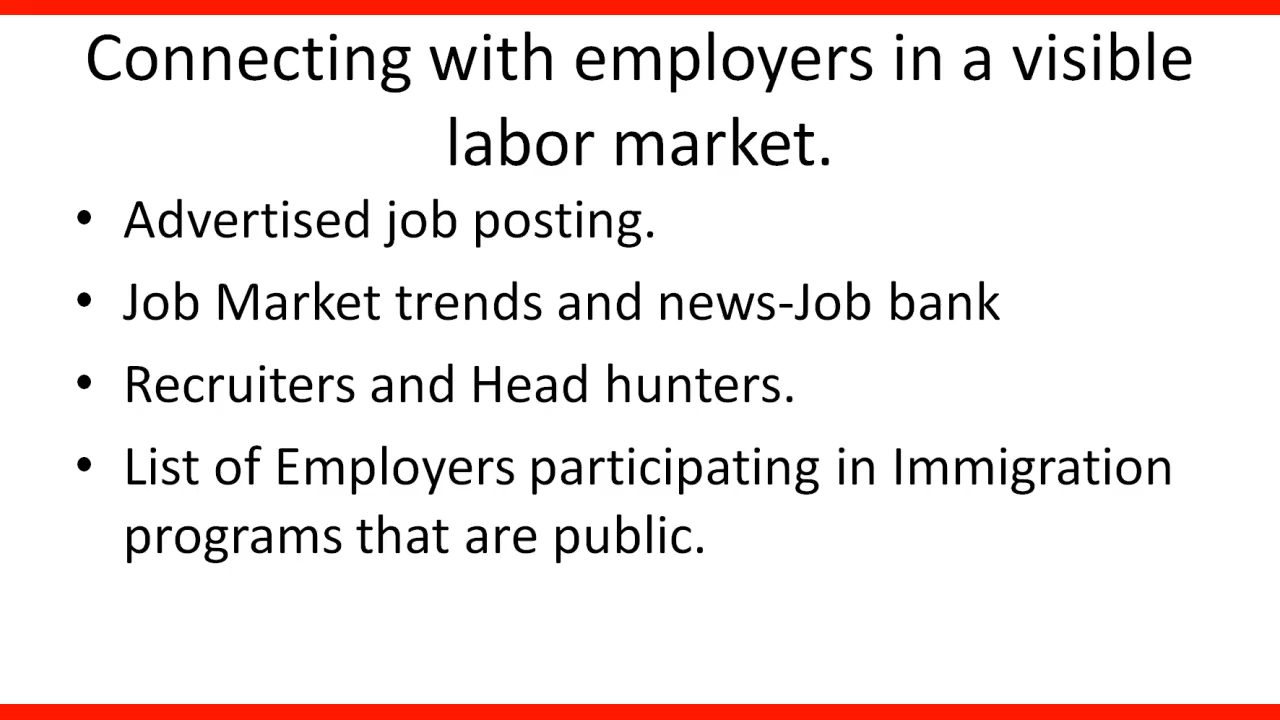 Connecting with employers in a visible
labor market.
• Advertised job posting.
• Job Market trends and news-Job bank
• Recruiters and Head hunters.
• List of Employers participating in Immigration
programs that are public.